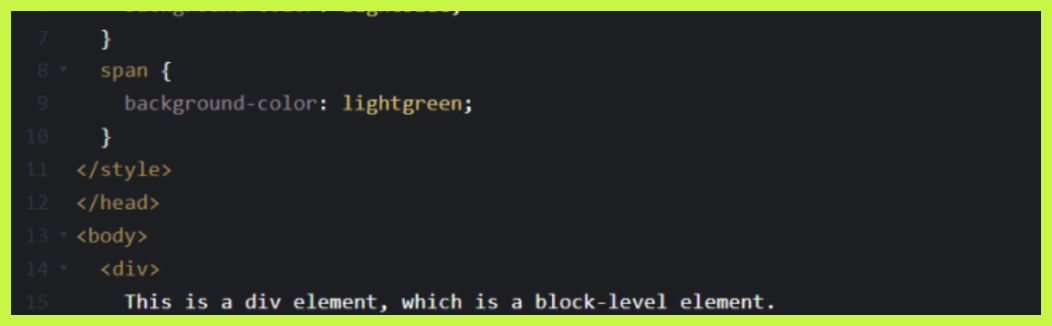 7 }
8 span {
9 background-color: lightgreen;
10 }
11 </style>
12 </head>
13 <body>
14 <div>
15 This is a div element, which is a block-level element.